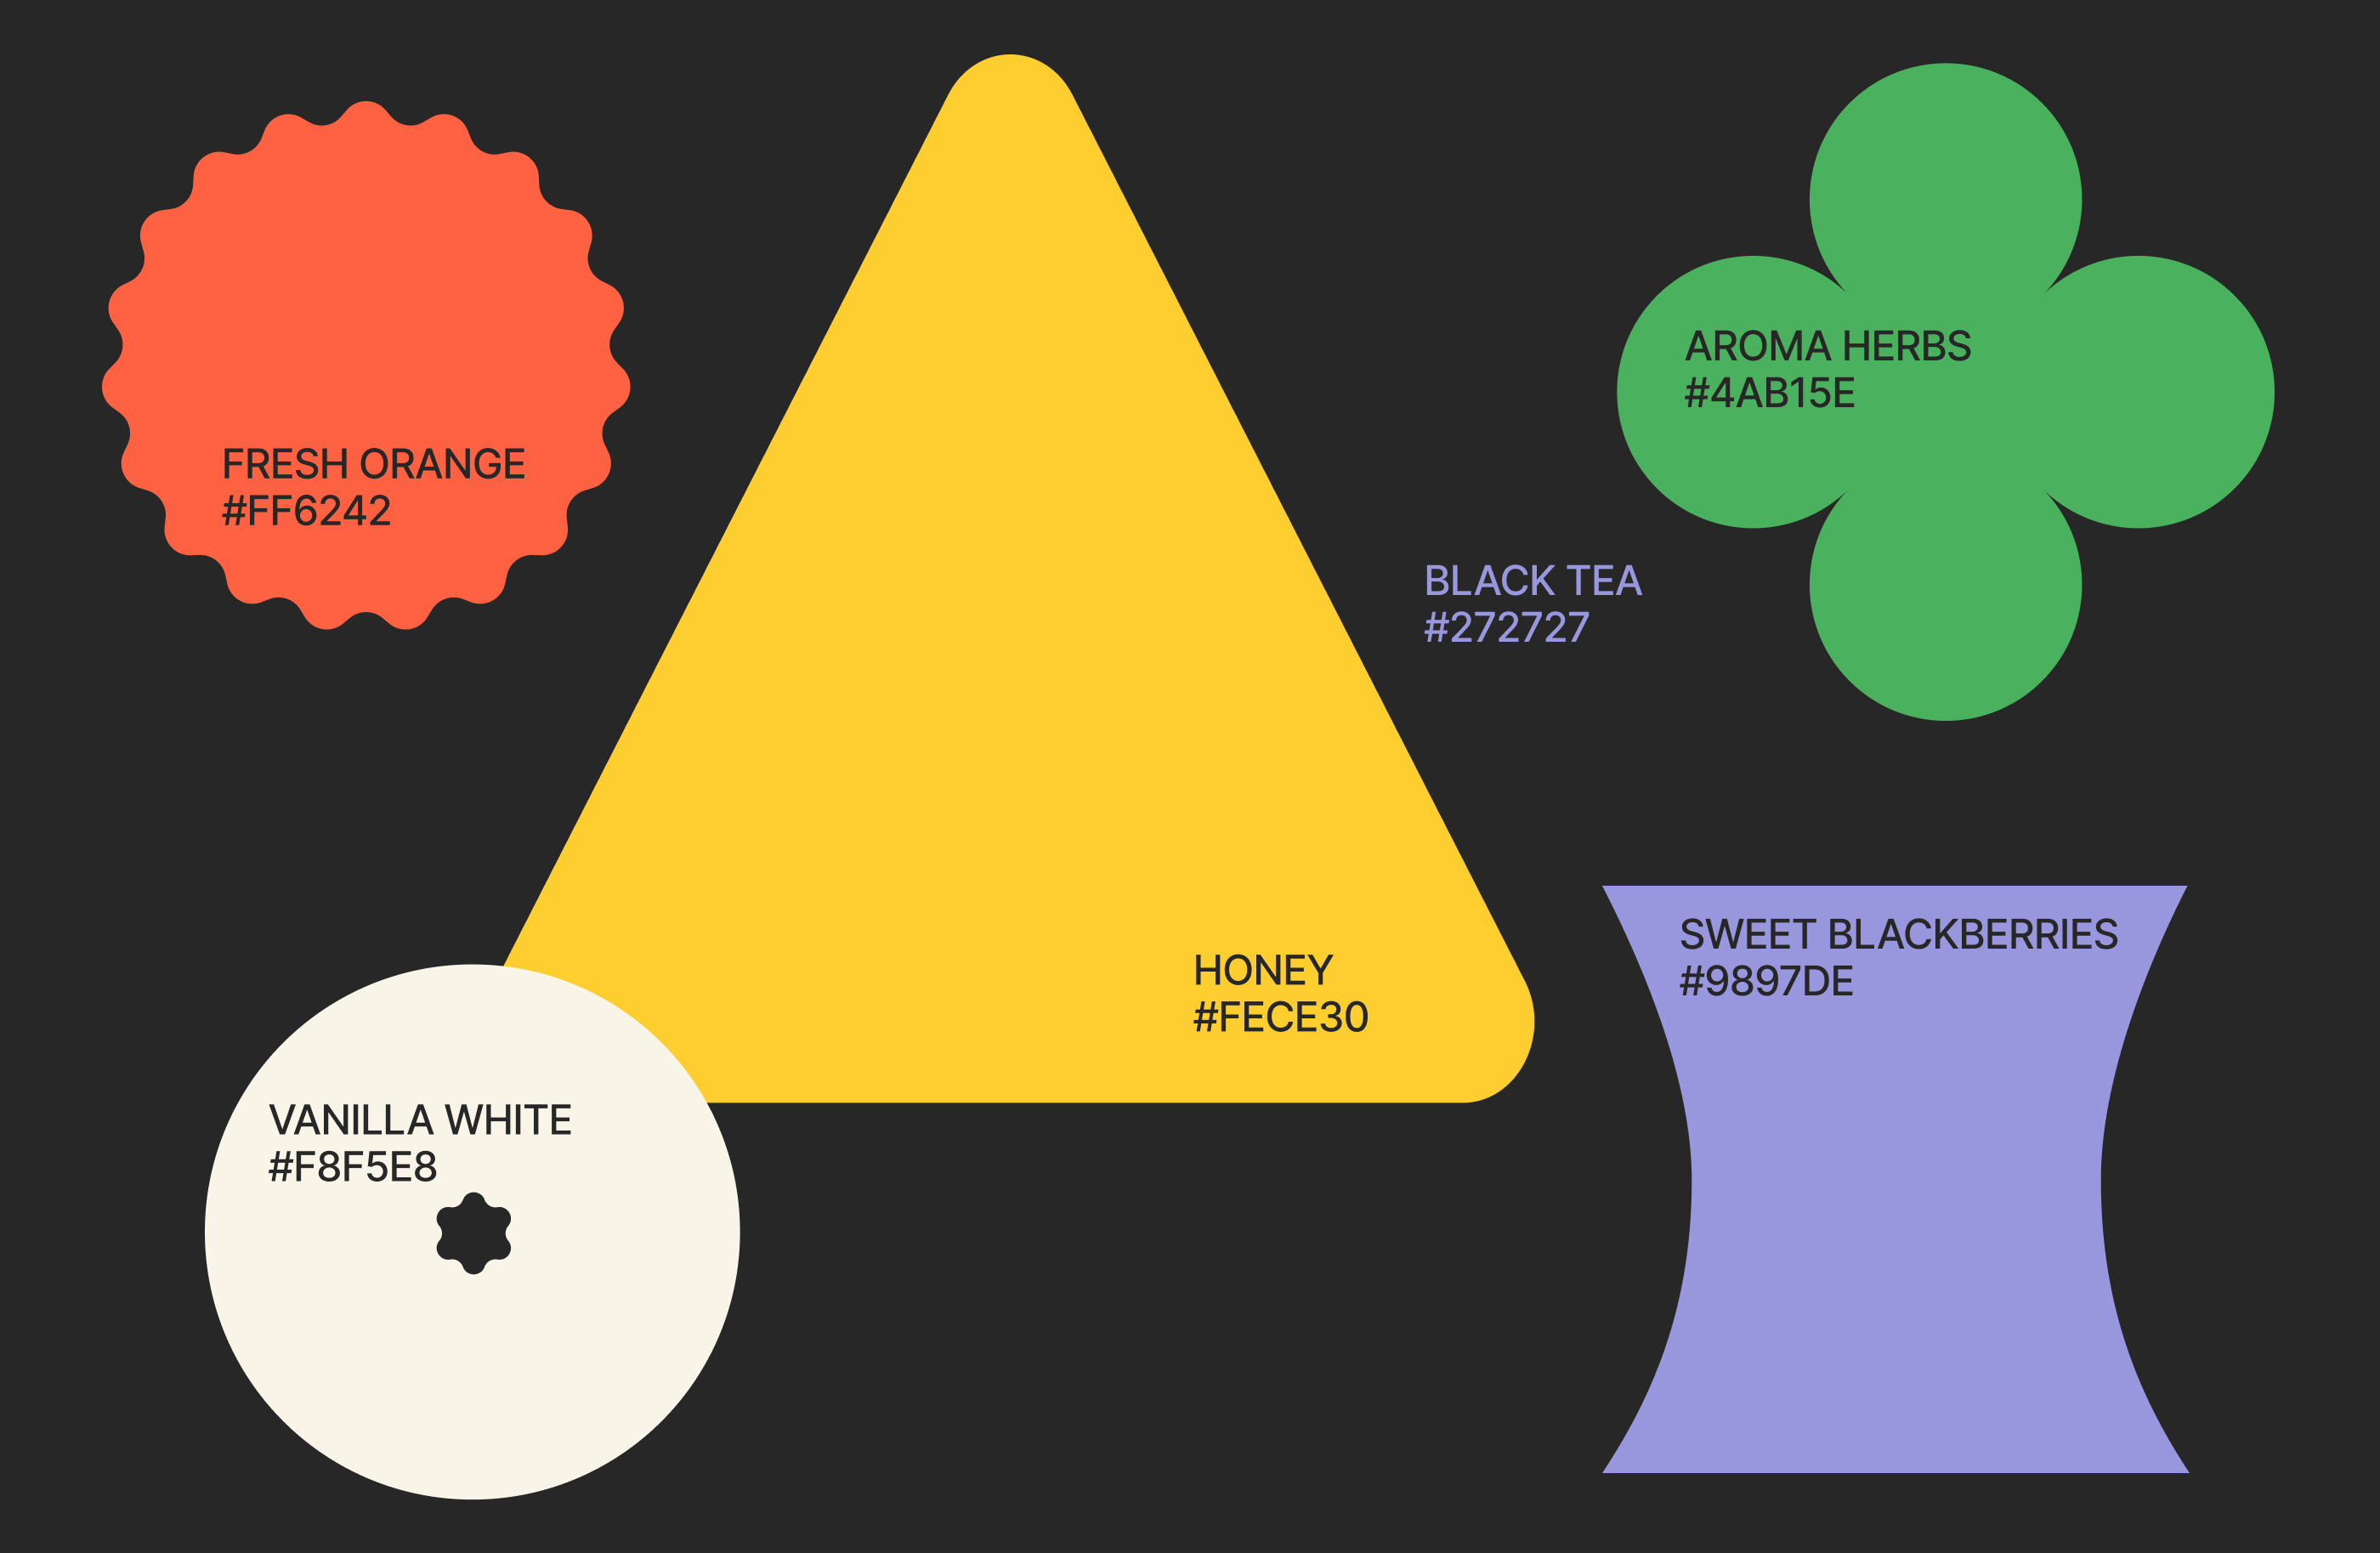 FRESH ORANGE
#FF6242
AROMA HERBS
#4AB15E
BLACK TEA
#272727
HONEY
#FECE30
SWEET BLACKBERRIES
#9897DE
VANILLA WHITE
#F8F5E8